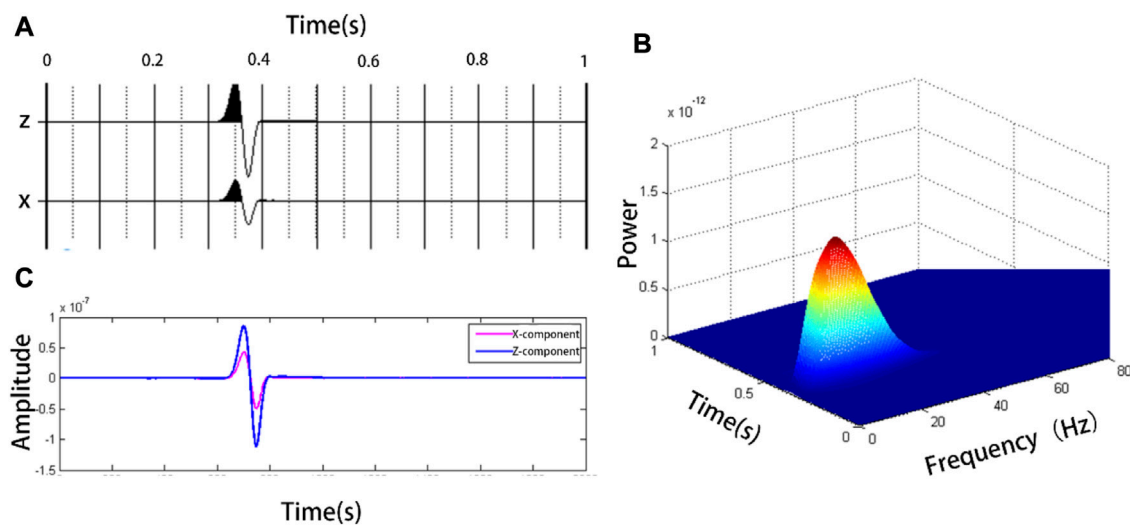 A
Time(s)
0 0.2 0.4 0.6 0.8 1
Z
X
B
x 10-12
2
1.5
1
0.5
0
Power
1
0.5
0
Time(s)
0
20
40
60
80
Frequency (Hz)
C
x 10-7
1
0.5
0
-0.5
-1
-1.5
Amplitude
X-component
Z-component
Time(s)